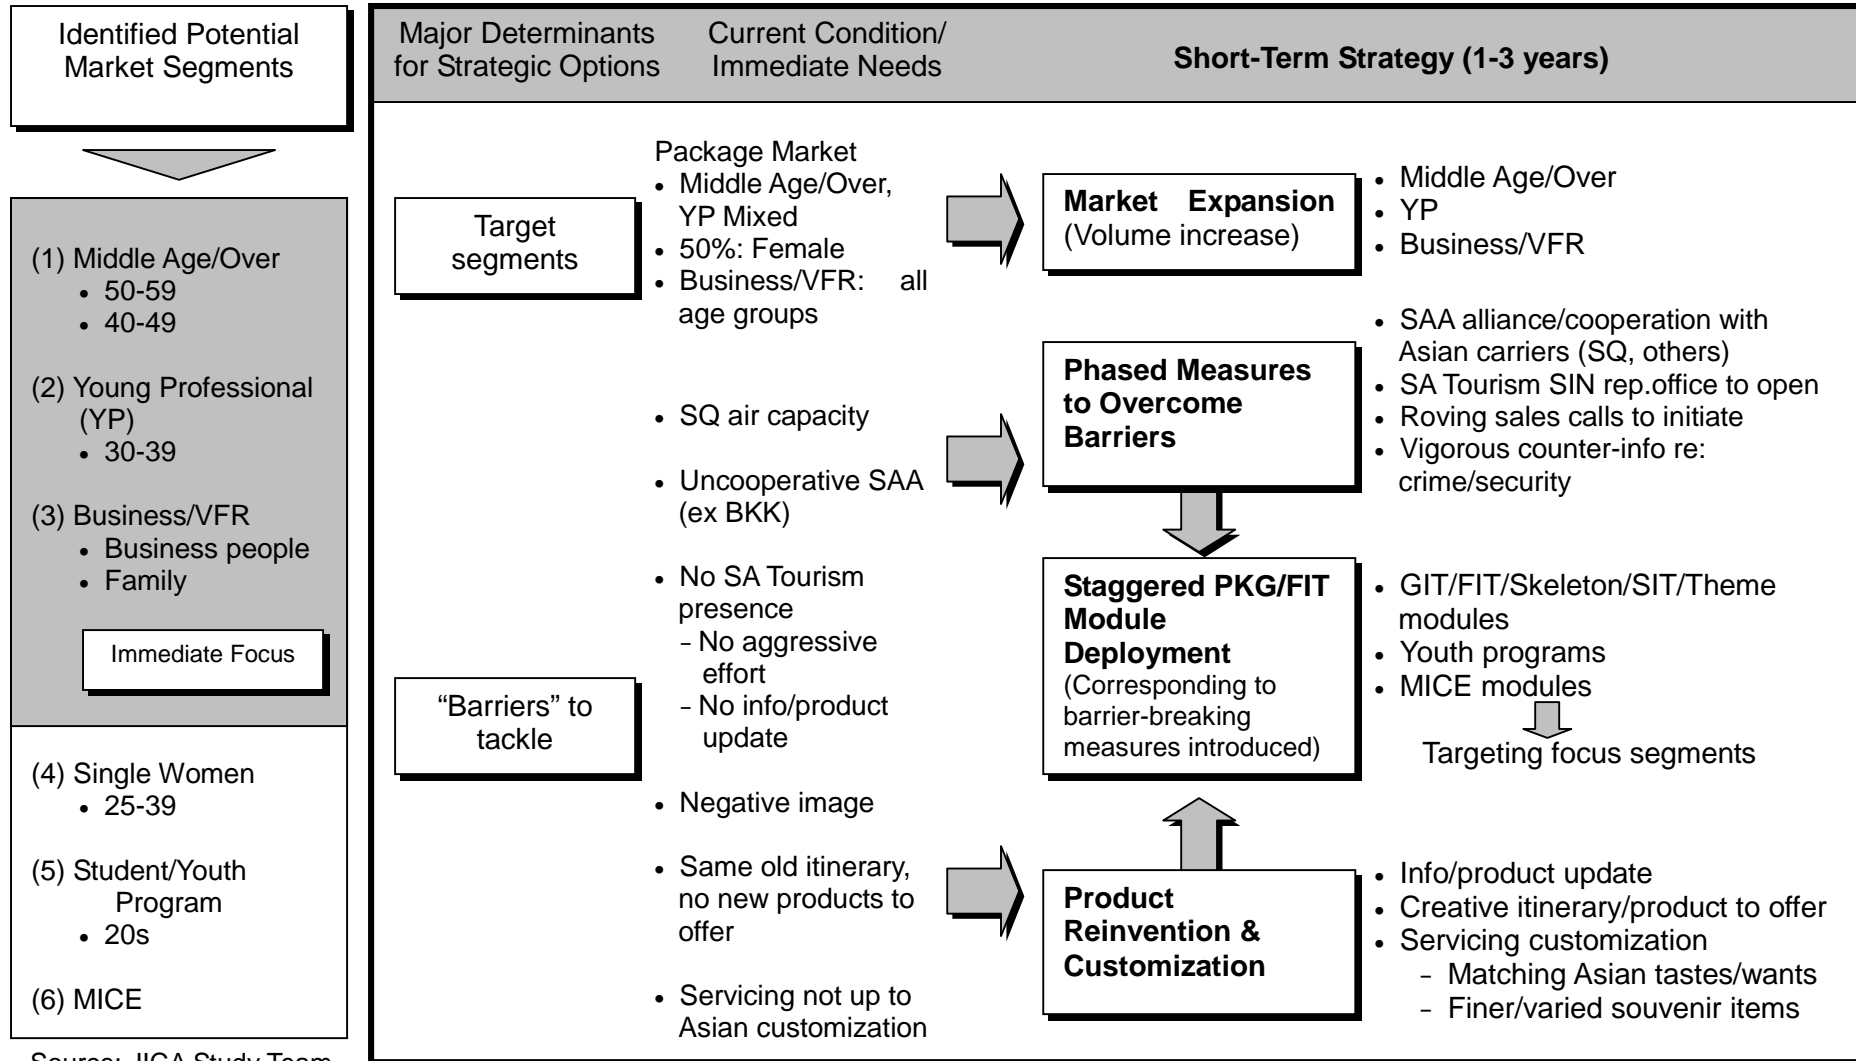 Identified Potential
Market Segments
(1) Middle Age/Over
• 50-59
• 40-49
(2) Young Professional
(YP)
• 30-39
(3) Business/VFR
• Business people
• Family
Immediate Focus
(4) Single Women
• 25-39
(5) Student/Youth
Program
• 20s
(6) MICE
Source: JICA Study Team
Major Determinants
for Strategic Options
Current Condition/
Immediate Needs
Short-Term Strategy (1-3 years)
Target
segments
Package Market
• Middle Age/Over,
YP Mixed
• 50%: Female
• Business/VFR: all
age groups
Market Expansion
(Volume increase)
• Middle Age/Over
• YP
• Business/VFR
“Barriers” to
tackle
• SQ air capacity
• Uncooperative SAA
(ex BKK)
• No SA Tourism
presence
- No aggressive
effort
- No info/product
update
• Negative image
• Same old itinerary,
no new products to
offer
• Servicing not up to
Asian customization
Phased Measures
to Overcome
Barriers
• SAA alliance/cooperation with
Asian carriers (SQ, others)
• SA Tourism SIN rep.office to open
• Roving sales calls to initiate
• Vigorous counter-info re:
crime/security
Staggered PKG/FIT
Module
Deployment
(Corresponding to
barrier-breaking
measures introduced)
• GIT/FIT/Skeleton/SIT/Theme
modules
• Youth programs
• MICE modules
Targeting focus segments
Product
Reinvention &
Customization
• Info/product update
• Creative itinerary/product to offer
• Servicing customization
- Matching Asian tastes/wants
- Finer/varied souvenir items